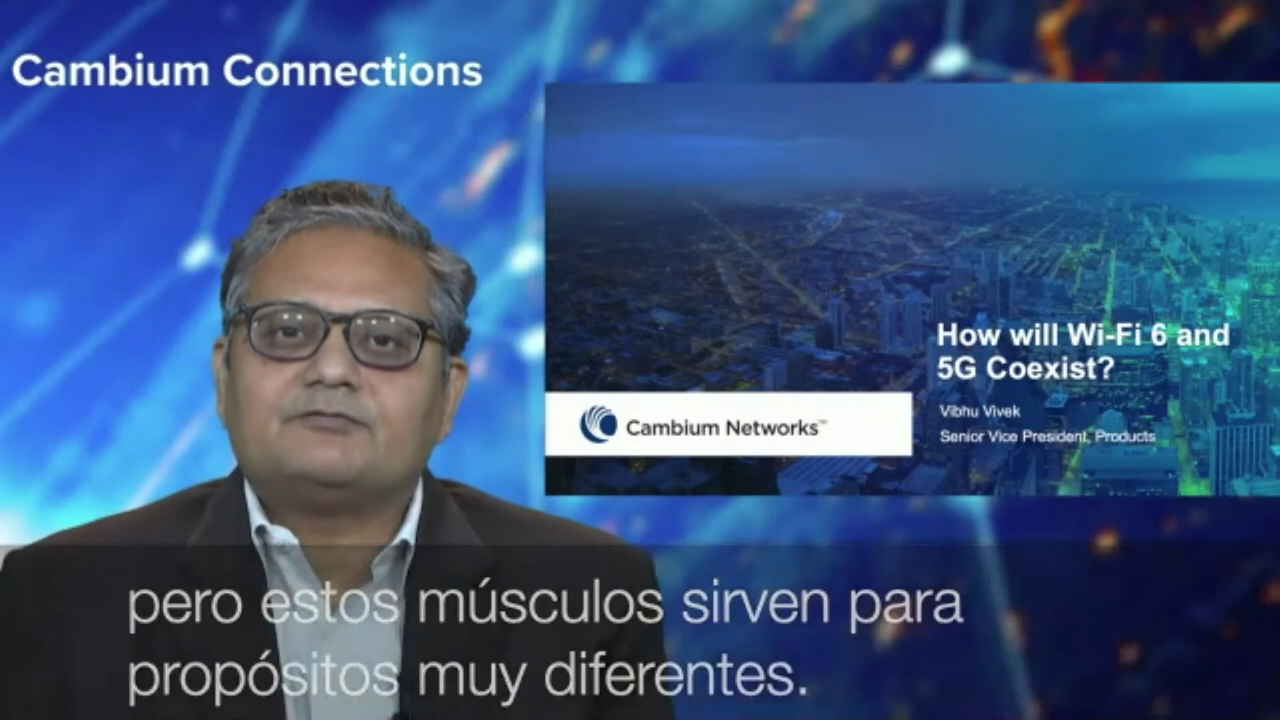 Cambium Connections
How will Wi-Fi 6 and
5G Coexist?
Vibhu Vivek
Senior Vice President, Products
Cambium Networks™
pero estos músculos sirven para
propósitos muy diferentes.